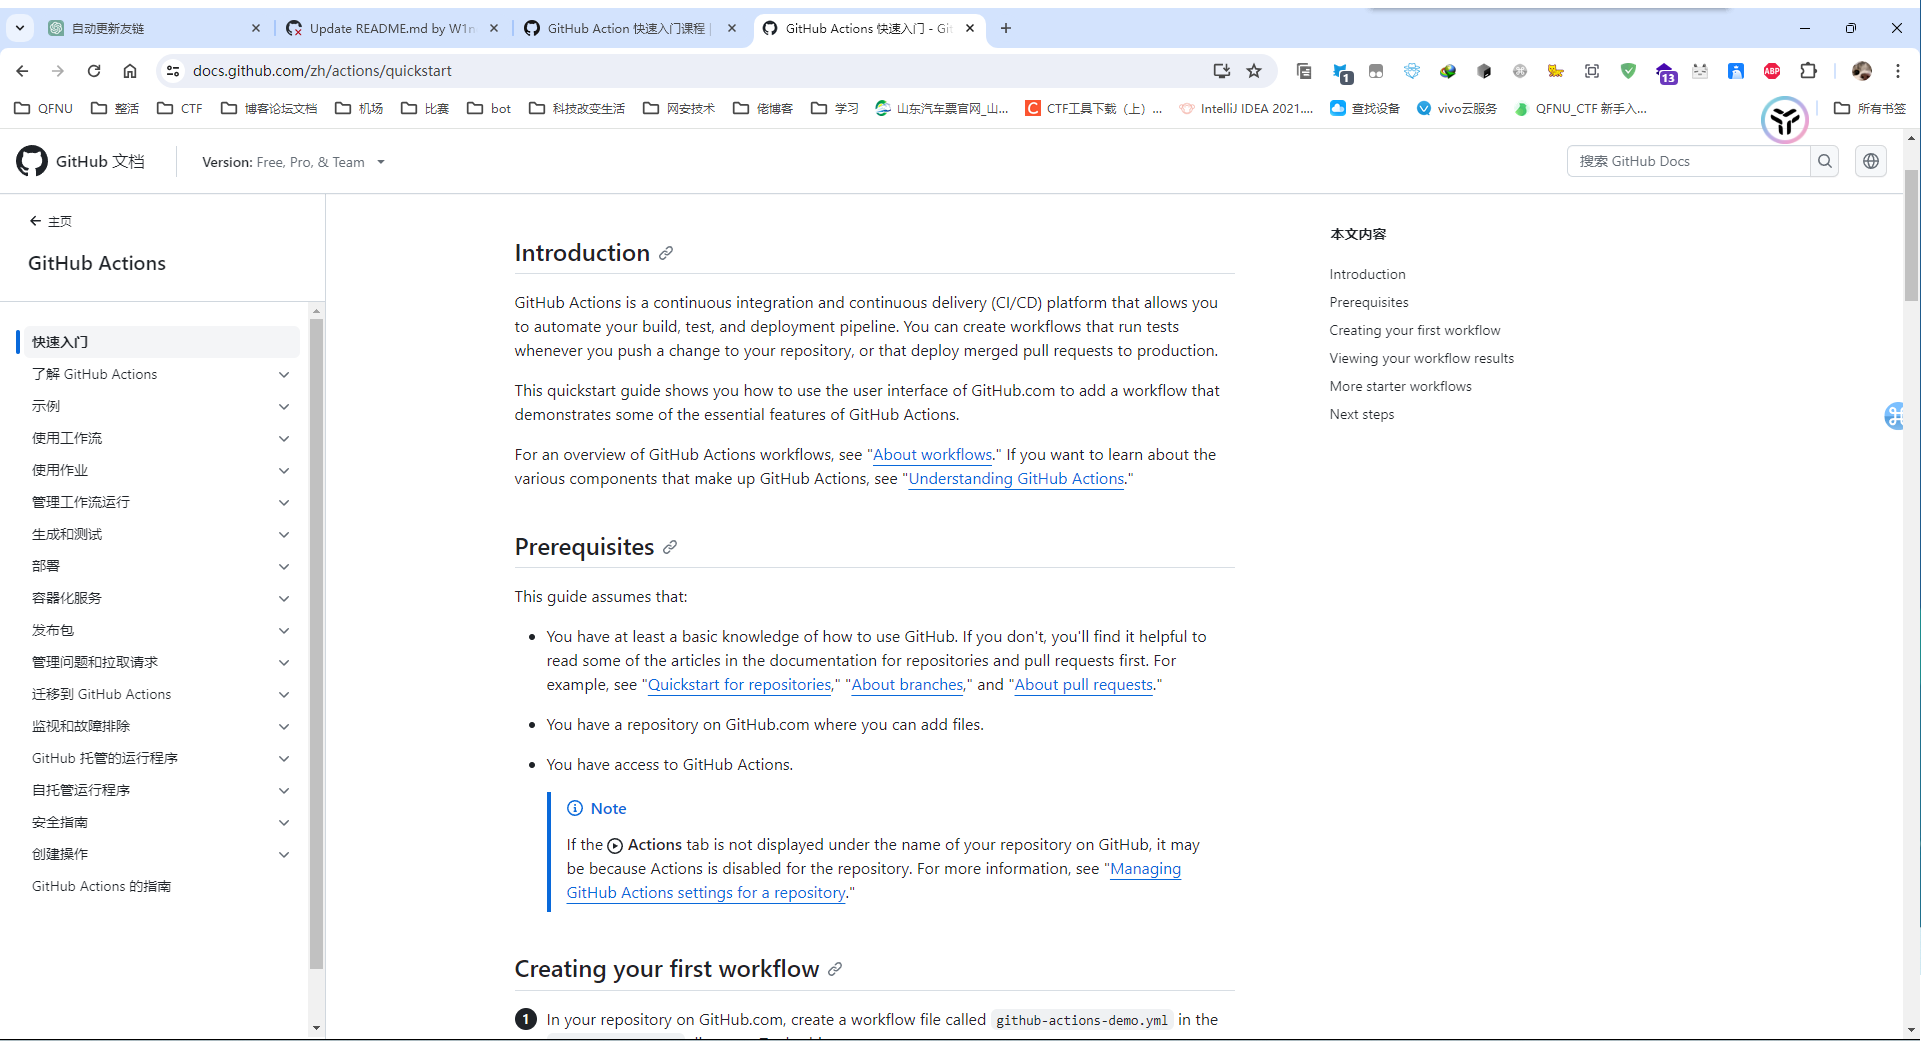 自动更新友链
Update README.md by W1n
GitHub Action 快速入门课程
GitHub Actions 快速入门 - Git
docs.github.com/zh/actions/quickstart
1
13
ABP
QFNU
整活
CTF
博客论坛文档
机场
比赛
bot
科技改变生活
网安技术
佬博客
学习
山东汽车票官网_山...
CTF工具下载（上）...
IntelliJ IDEA 2021....
查找设备
vivo云服务
QFNU_CTF 新手入...
所有书签
GitHub 文档
Version: Free, Pro, & Team
搜索 GitHub Docs
主页
GitHub Actions
快速入门
了解 GitHub Actions
示例
使用工作流
使用作业
管理工作流运行
生成和测试
部署
容器化服务
发布包
管理问题和拉取请求
迁移到 GitHub Actions
监视和故障排除
GitHub 托管的运行程序
自托管运行程序
安全指南
创建操作
GitHub Actions 的指南
Introduction
GitHub Actions is a continuous integration and continuous delivery (CI/CD) platform that allows you
to automate your build, test, and deployment pipeline. You can create workflows that run tests
whenever you push a change to your repository, or that deploy merged pull requests to production.
This quickstart guide shows you how to use the user interface of GitHub.com to add a workflow that
demonstrates some of the essential features of GitHub Actions.
For an overview of GitHub Actions workflows, see "About workflows." If you want to learn about the
various components that make up GitHub Actions, see "Understanding GitHub Actions."
Prerequisites
This guide assumes that:
You have at least a basic knowledge of how to use GitHub. If you don't, you'll find it helpful to
read some of the articles in the documentation for repositories and pull requests first. For
example, see "Quickstart for repositories," "About branches," and "About pull requests."
You have a repository on GitHub.com where you can add files.
You have access to GitHub Actions.
Note
If the Actions tab is not displayed under the name of your repository on GitHub, it may
be because Actions is disabled for the repository. For more information, see "Managing
GitHub Actions settings for a repository."
Creating your first workflow
1 In your repository on GitHub.com, create a workflow file called github-actions-demo.yml in the
本文内容
Introduction
Prerequisites
Creating your first workflow
Viewing your workflow results
More starter workflows
Next steps